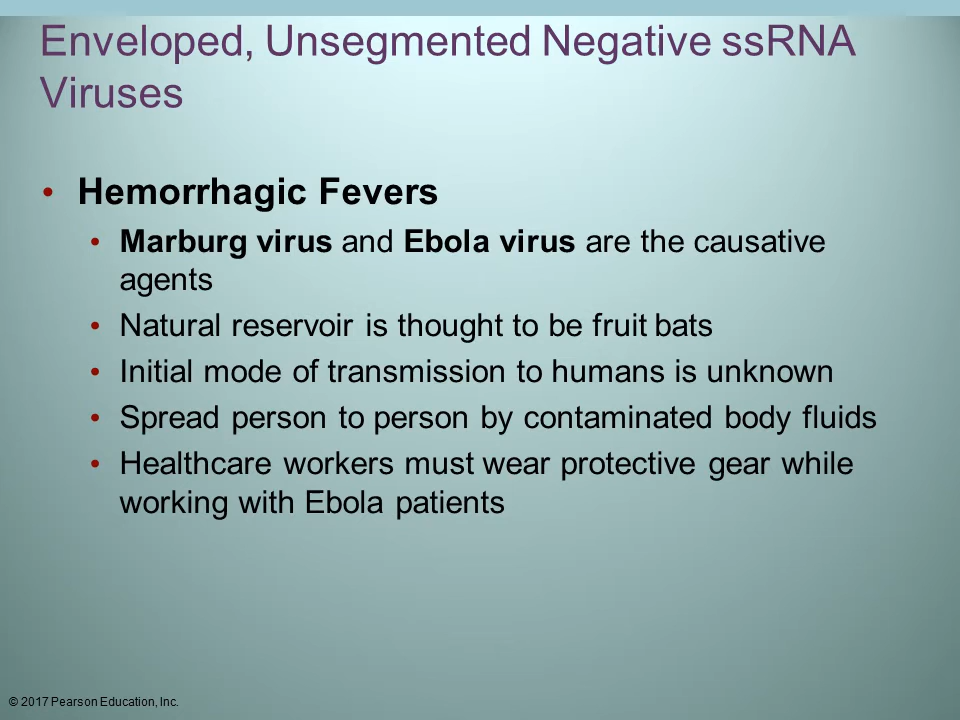 Enveloped, Unsegmented Negative ssRNA
Viruses
• Hemorrhagic Fevers
• Marburg virus and Ebola virus are the causative
agents
• Natural reservoir is thought to be fruit bats
• Initial mode of transmission to humans is unknown
• Spread person to person by contaminated body fluids
• Healthcare workers must wear protective gear while
working with Ebola patients
© 2017 Pearson Education, Inc.